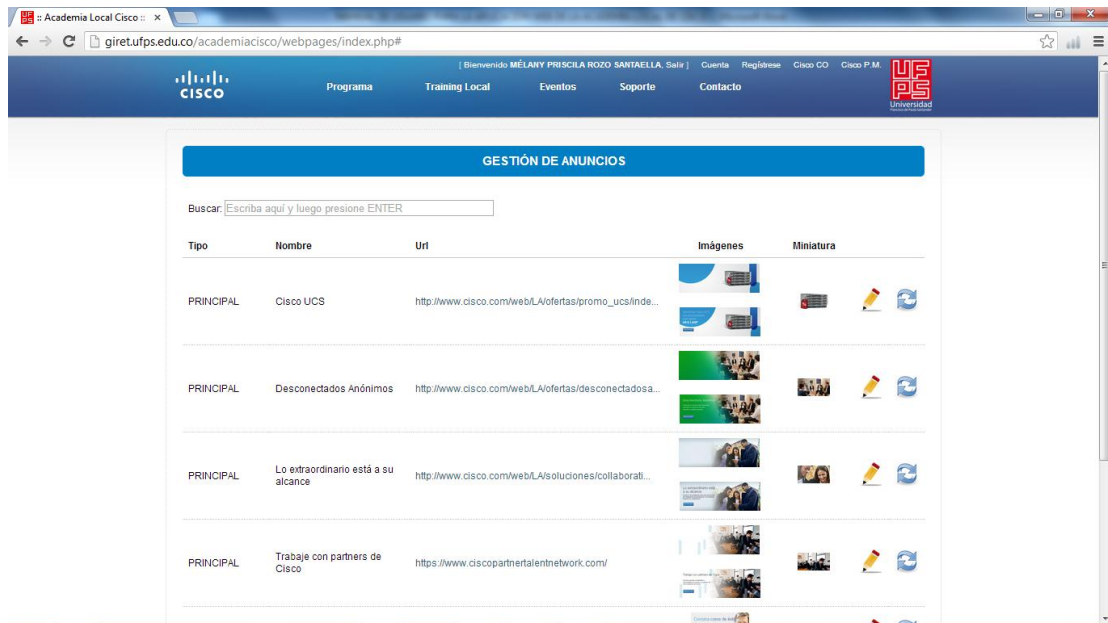 :: Academia Local Cisco ::
giret.ufps.edu.co/academiacisco/webpages/index.php#
[ Bienvenido MÉLANY PRISCILA ROZO SANTAELLA, Salir ] Cuenta Regístrese Cisco CO Cisco P.M.
CISCO
Programa Training Local Eventos Soporte Contacto
UFPS
Universidad
GESTIÓN DE ANUNCIOS
Buscar: Escriba aquí y luego presione ENTER
Tipo Nombre Url Imágenes Miniatura
PRINCIPAL Cisco UCS http://www.cisco.com/web/LA/ofertas/promo_ucs/inde...
PRINCIPAL Desconectados Anónimos http://www.cisco.com/web/LA/ofertas/desconectadosa...
PRINCIPAL Lo extraordinario está a su alcance http://www.cisco.com/web/LA/soluciones/collaborati...
PRINCIPAL Trabaje con partners de Cisco https://www.ciscopartnertalentnetwork.com/